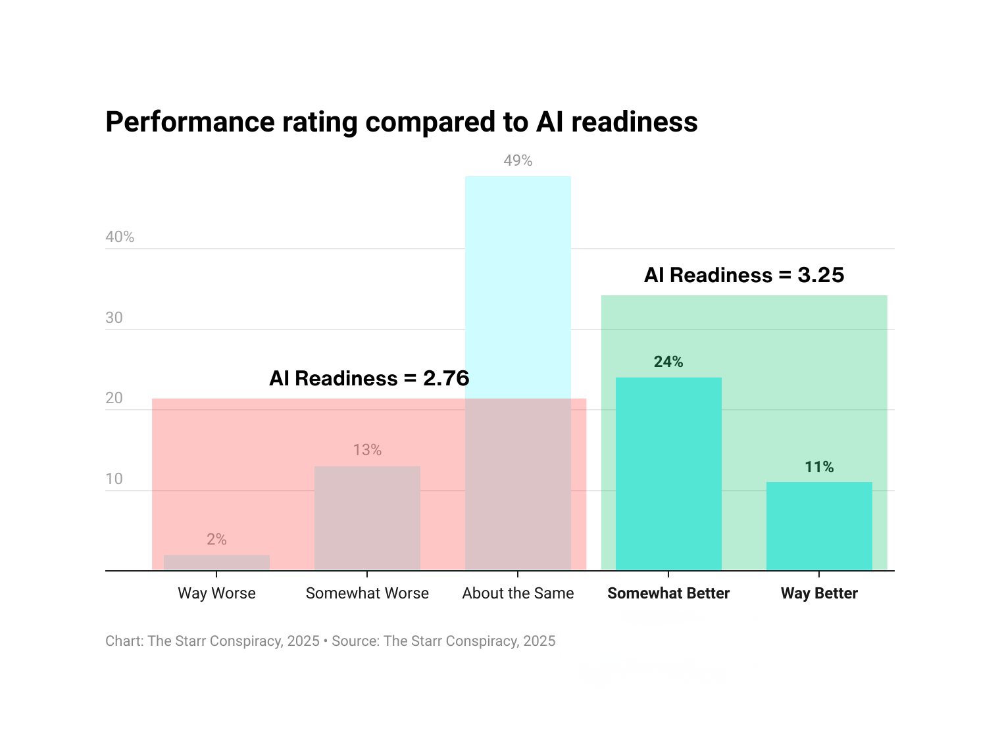 Performance rating compared to AI readiness
49%
40%
AI Readiness = 3.25
30
24%
AI Readiness = 2.76
20
13%
11%
10
2%
Way Worse
Somewhat Worse
About the Same
Somewhat Better
Way Better
Chart: The Starr Conspiracy, 2025 • Source: The Starr Conspiracy, 2025